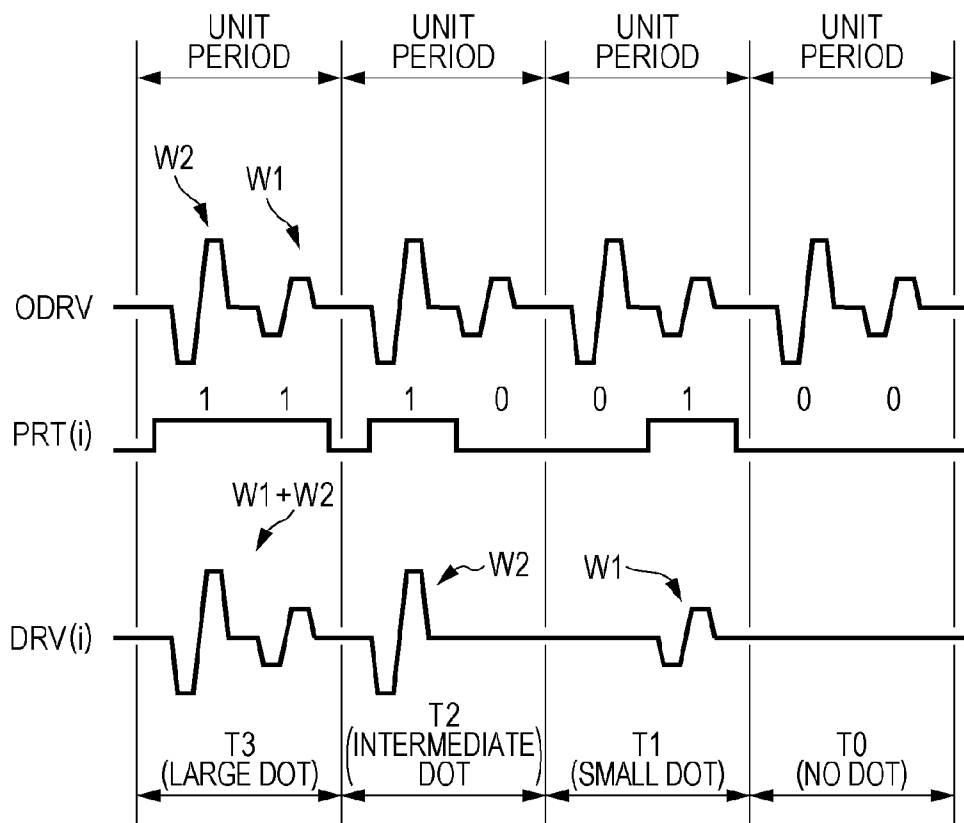 UNIT
PERIOD
UNIT
PERIOD
UNIT
PERIOD
UNIT
PERIOD
W2
W1
ODRV
1 1 1 0 0 1 0 0
PRT(i)
W1+W2
W2
W1
DRV(i)
T3
(LARGE DOT)
T2
(INTERMEDIATE)
DOT
T1
(SMALL DOT)
T0
(NO DOT)